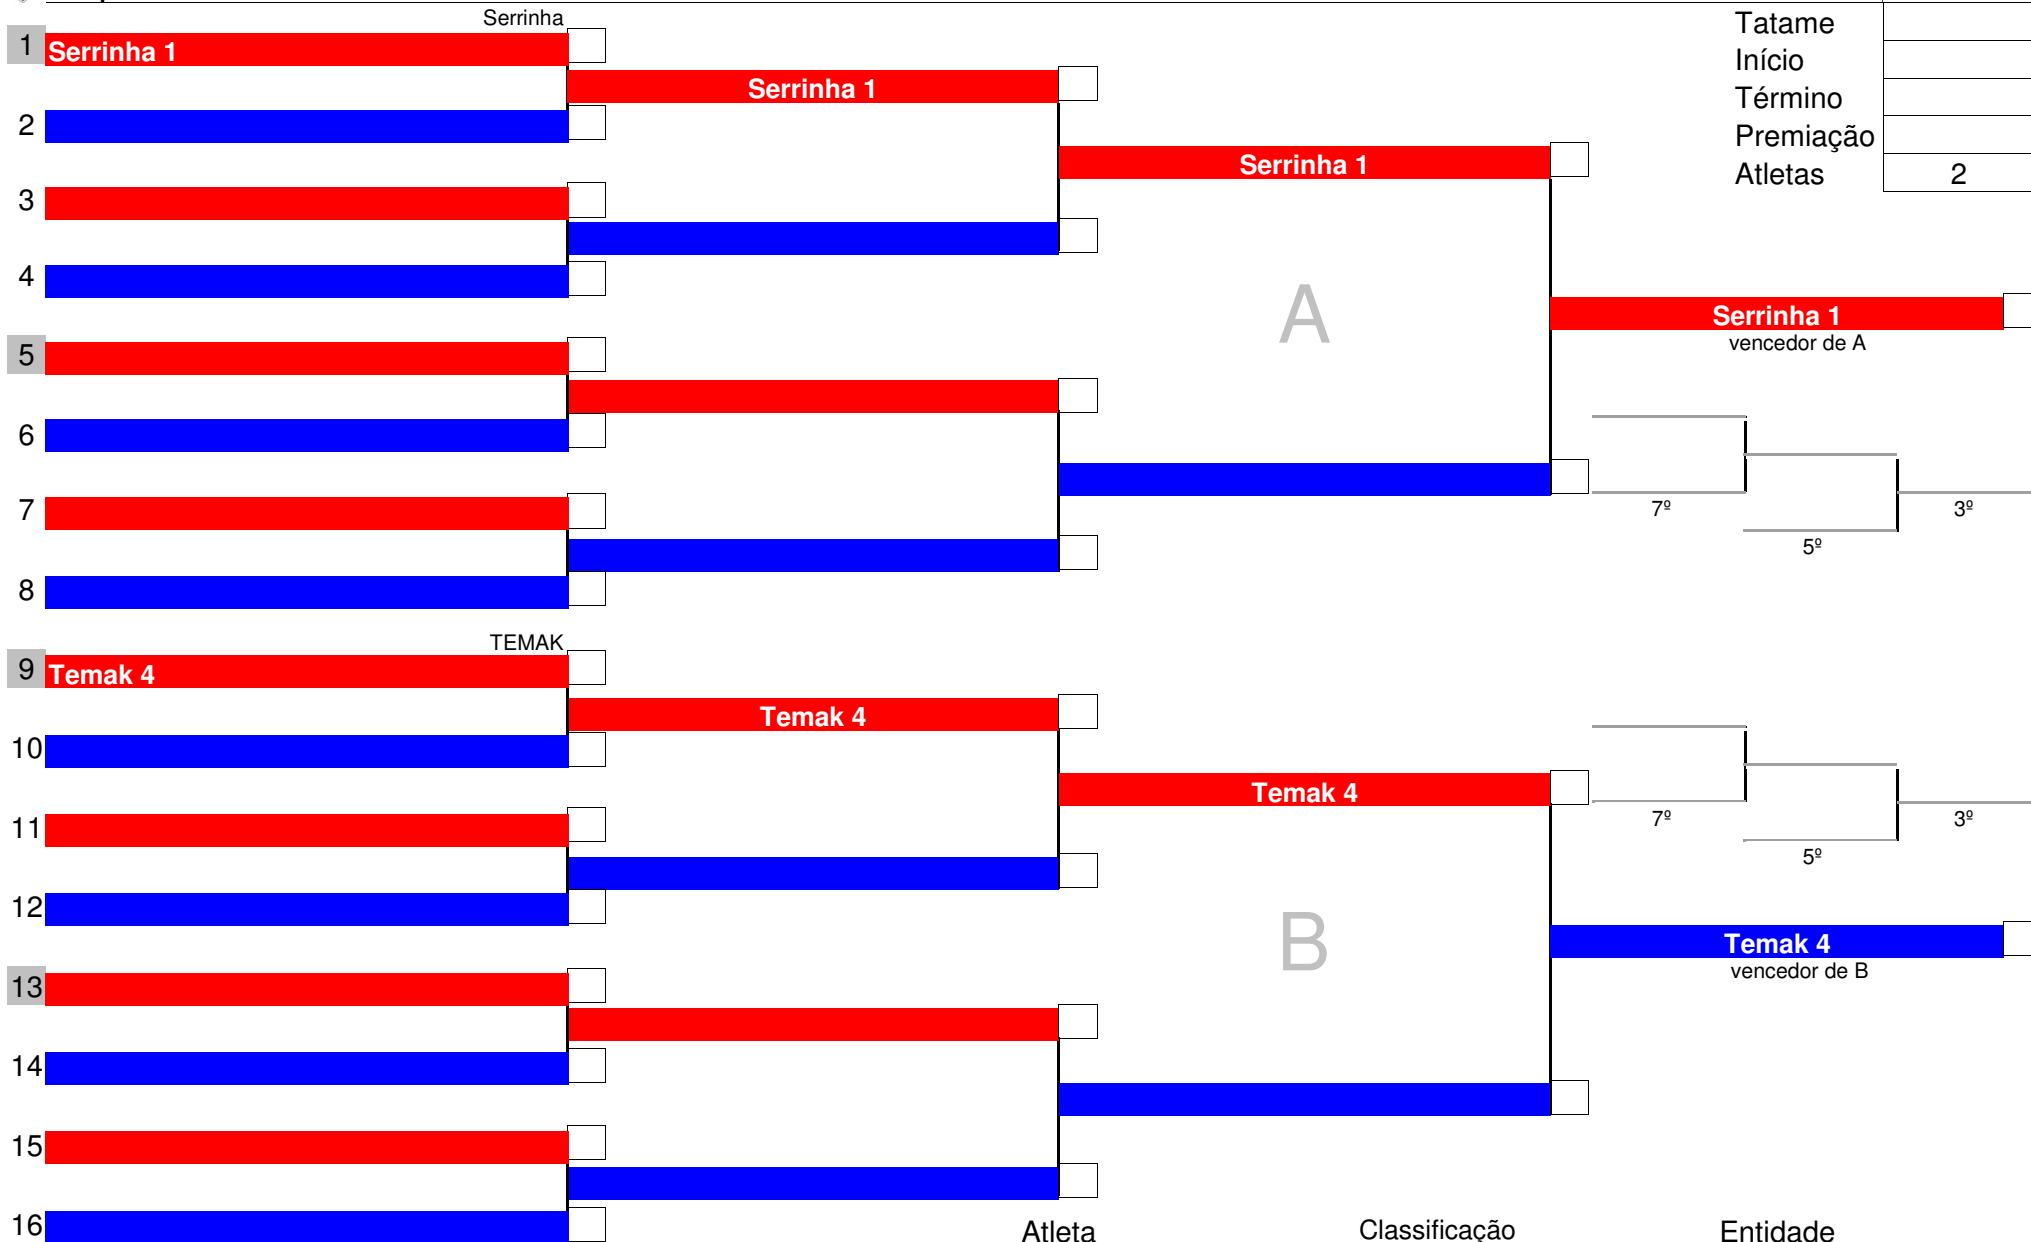 Serrinha
1 Serrinha 1
Serrinha 1
2
Serrinha 1
3
4
A
Serrinha 1
vencedor de A
5
6
7º
3º
5º
7
8
TEMAK
9 Temak 4
Temak 4
10
Temak 4
11
7º
3º
5º
12
B
Temak 4
vencedor de B
13
14
15
16
Tatame
Início
Término
Premiação
Atletas 2
Atleta Classificação Entidade